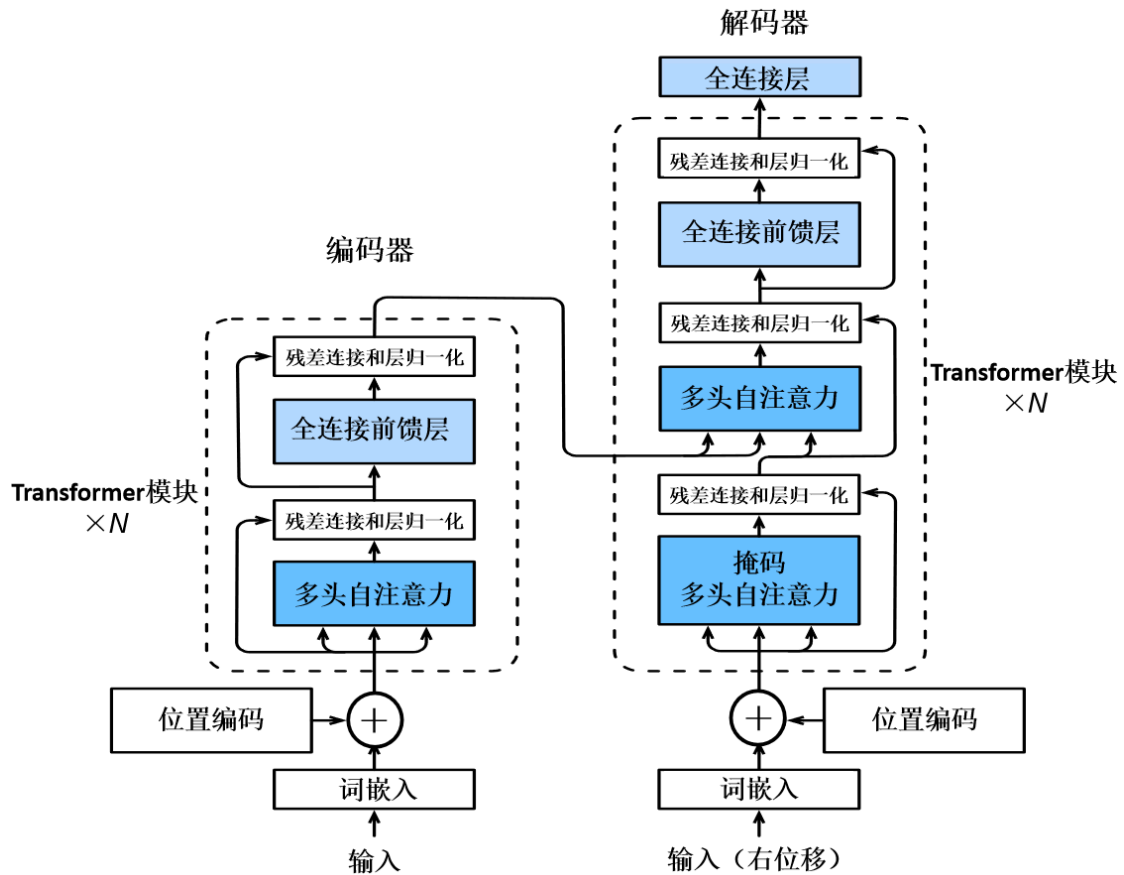 解码器
全连接层
残差连接和层归一化
全连接前馈层
残差连接和层归一化
多头自注意力
残差连接和层归一化
掩码
多头自注意力
Transformer模块
×N
位置编码
+
词嵌入
输入（右位移）
编码器
残差连接和层归一化
全连接前馈层
残差连接和层归一化
多头自注意力
Transformer模块
×N
位置编码
+
词嵌入
输入